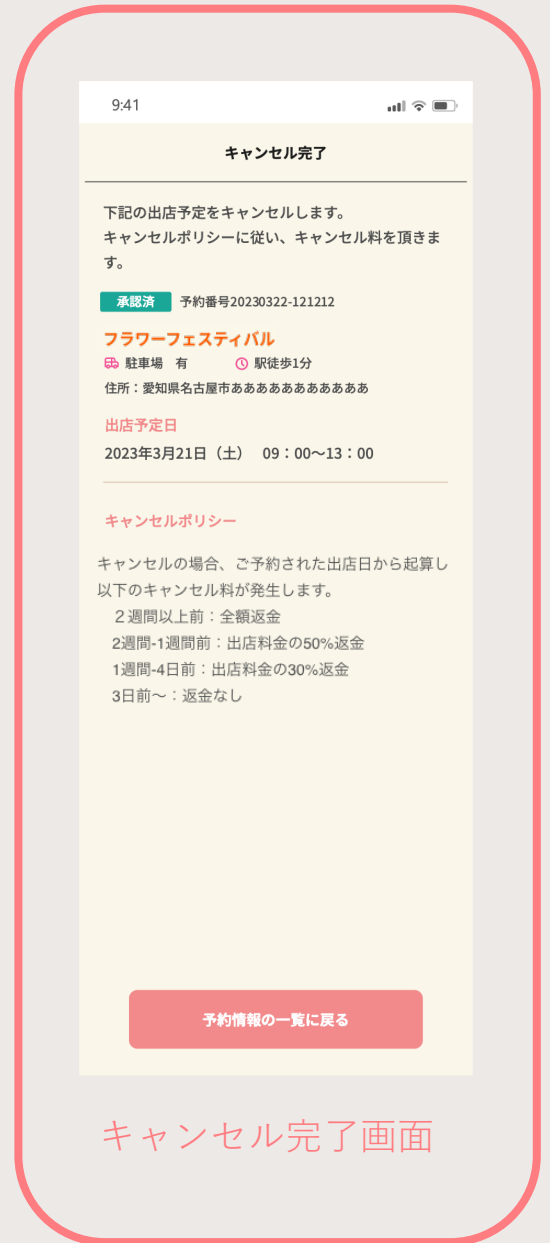 9:41
キャンセル完了
下記の出店予定をキャンセルします。
キャンセルポリシーに従い、キャンセル料を頂きま
す。
承認済 予約番号20230322-121212
フラワーフェスティバル
駐車場 有 駅徒歩1分
住所：愛知県名古屋市あああああああああああ
出店予定日
2023年3月21日（土） 09：00〜13：00
キャンセルポリシー
キャンセルの場合、ご予約された出店日から起算し
以下のキャンセル料が発生します。
２週間以上前：全額返金
2週間-1週間前：出店料金の50%返金
1週間-4日前：出店料金の30%返金
3日前〜：返金なし
予約情報の一覧に戻る
キャンセル完了画面